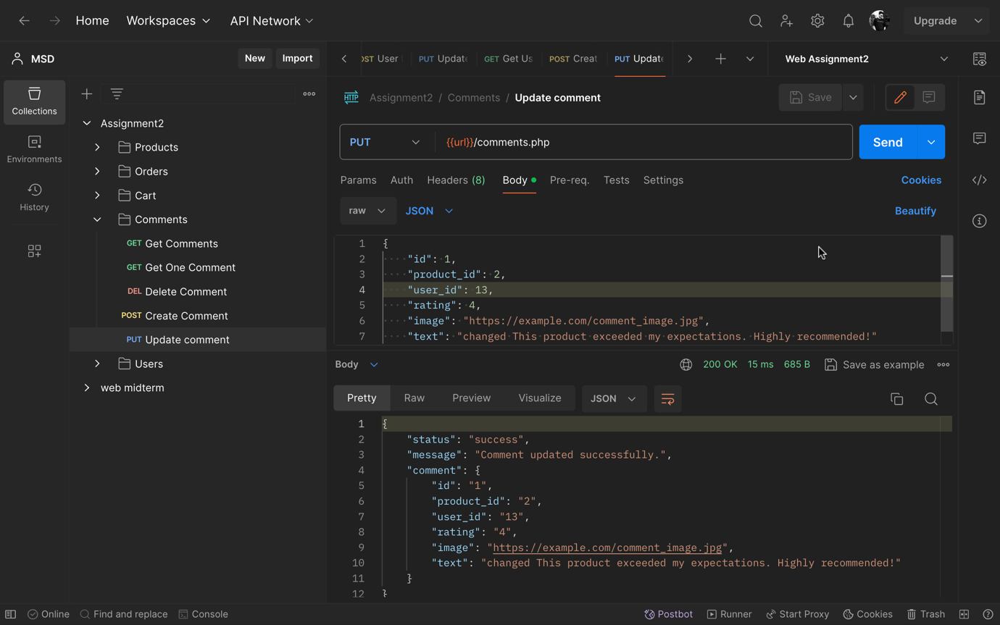 Home Workspaces API Network Upgrade
MSD New Import
OST User PUT Update GET Get Us POST Creat PUT Update Web Assignment2
Collections
Environments
History
Assignment2
Products
Orders
Cart
Comments
GET Get Comments
GET Get One Comment
DEL Delete Comment
POST Create Comment
PUT Update comment
Users
web midterm
HTTP Assignment2 / Comments / Update comment Save
PUT {{url}}/comments.php Send
Params Auth Headers (8) Body Pre-req. Tests Settings Cookies
raw JSON Beautify
1 {
2 ····"id":·1,
3 ····"product_id":·2,
4 ····"user_id":·13,
5 ····"rating":·4,
6 ····"image":·"https://example.com/comment_image.jpg",
7 ····"text":·"changed·This·product·exceeded·my·expectations.·Highly·recommended!"
Body 200 OK 15 ms 685 B Save as example
Pretty Raw Preview Visualize JSON
1 {
2 "status": "success",
3 "message": "Comment updated successfully.",
4 "comment": {
5 "id": "1",
6 "product_id": "2",
7 "user_id": "13",
8 "rating": "4",
9 "image": "https://example.com/comment_image.jpg",
10 "text": "changed This product exceeded my expectations. Highly recommended!"
11 }
12 }
Online Find and replace Console Postbot Runner Start Proxy Cookies Trash